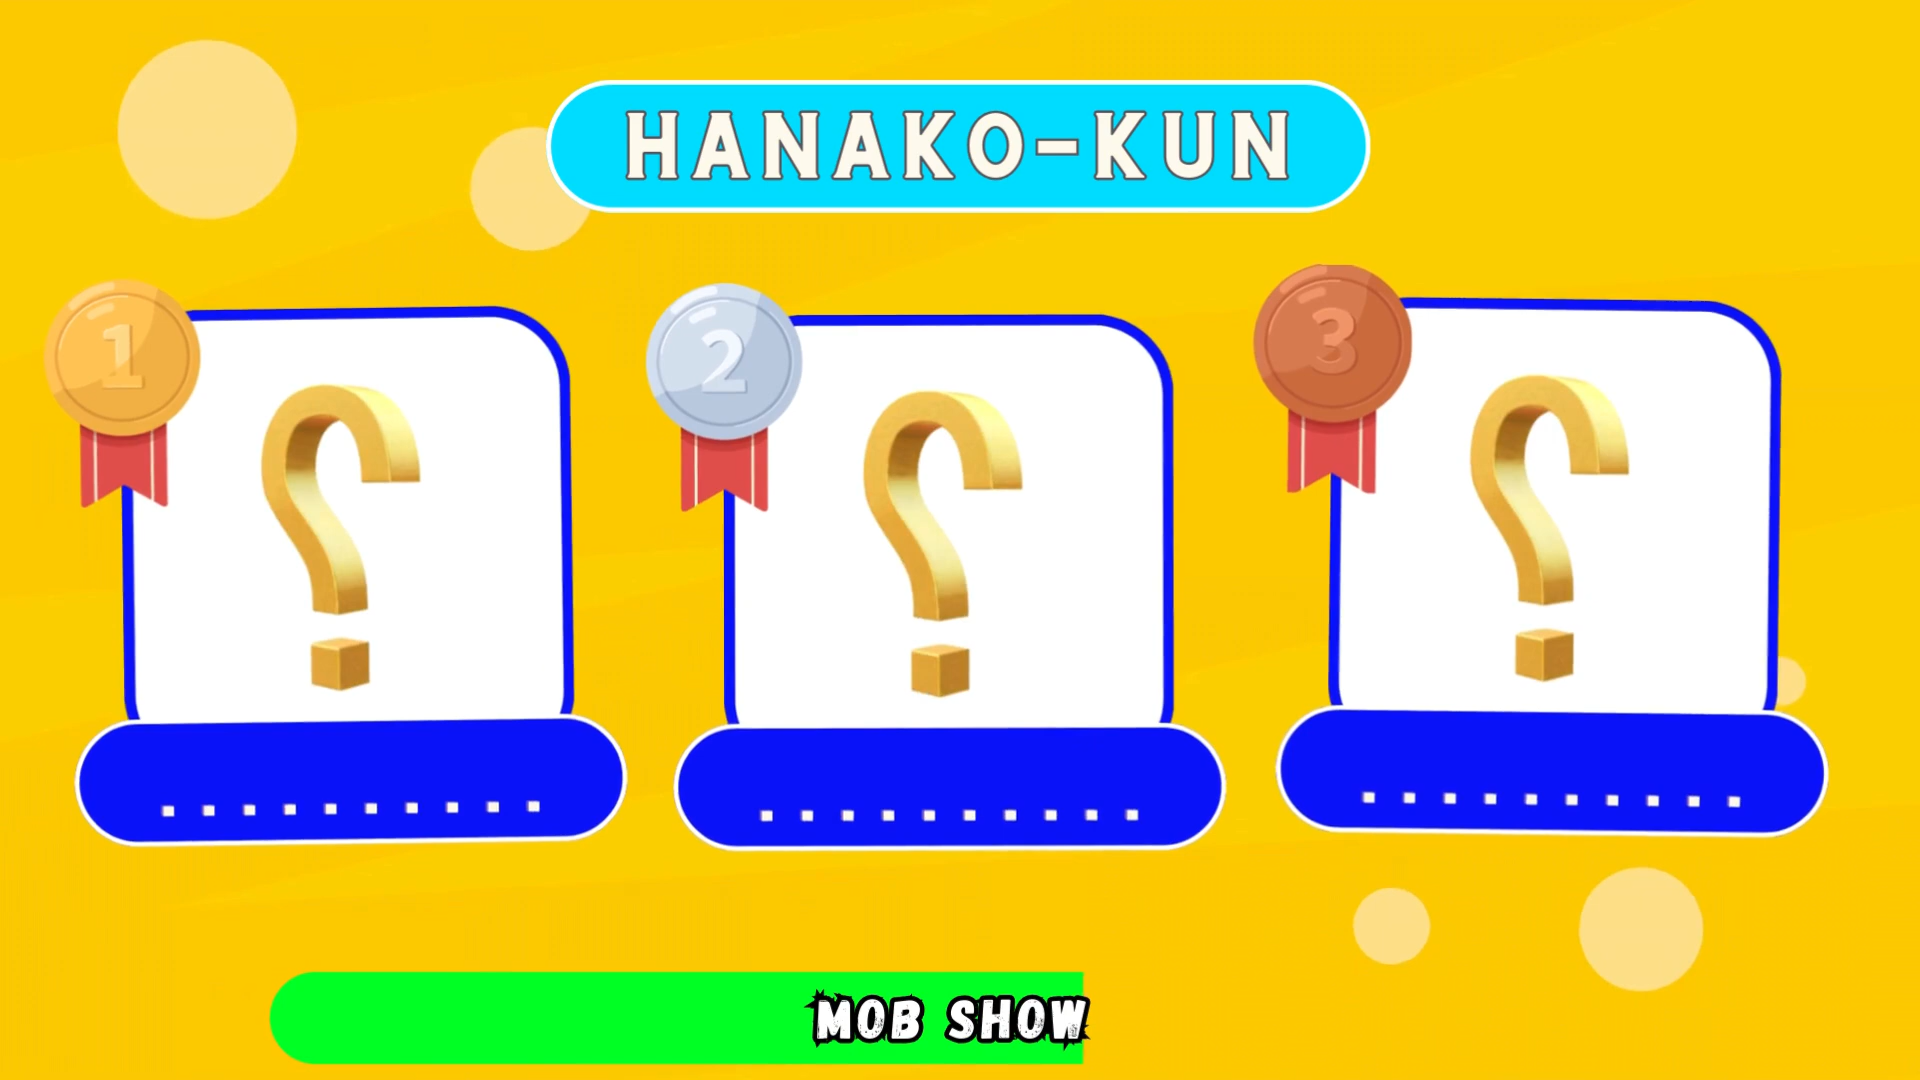 HANAKO-KUN
1
2
3
? ? ?
. . . . . . . . . .
. . . . . . . . . .
. . . . . . . . . .
MOB SHOW